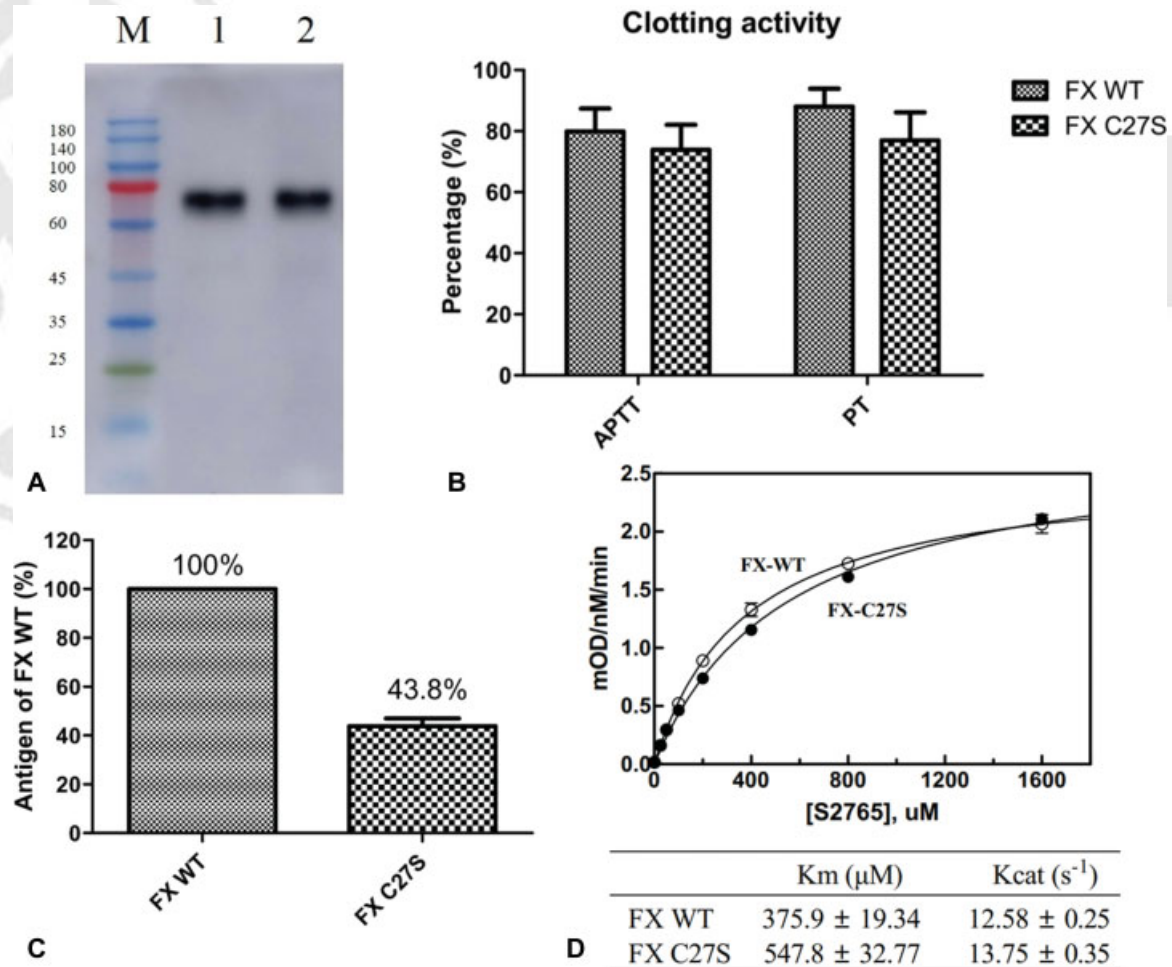 M 1 2
180
140
100
80
60
45
35
25
15
A
Clotting activity
100
80
60
40
20
0
Percentage (%)
APTT
PT
FX WT
FX C27S
B
120
100
80
60
40
20
0
Antigen of FX WT (%)
100%
43.8%
FX WT
FX C27S
C
2.5
2.0
1.5
1.0
0.5
0.0
mOD/nM/min
FX-WT
FX-C27S
0 400 800 1200 1600
[S2765], uM
Km (μM) Kcat (s⁻¹)
FX WT 375.9 ± 19.34 12.58 ± 0.25
FX C27S 547.8 ± 32.77 13.75 ± 0.35
D